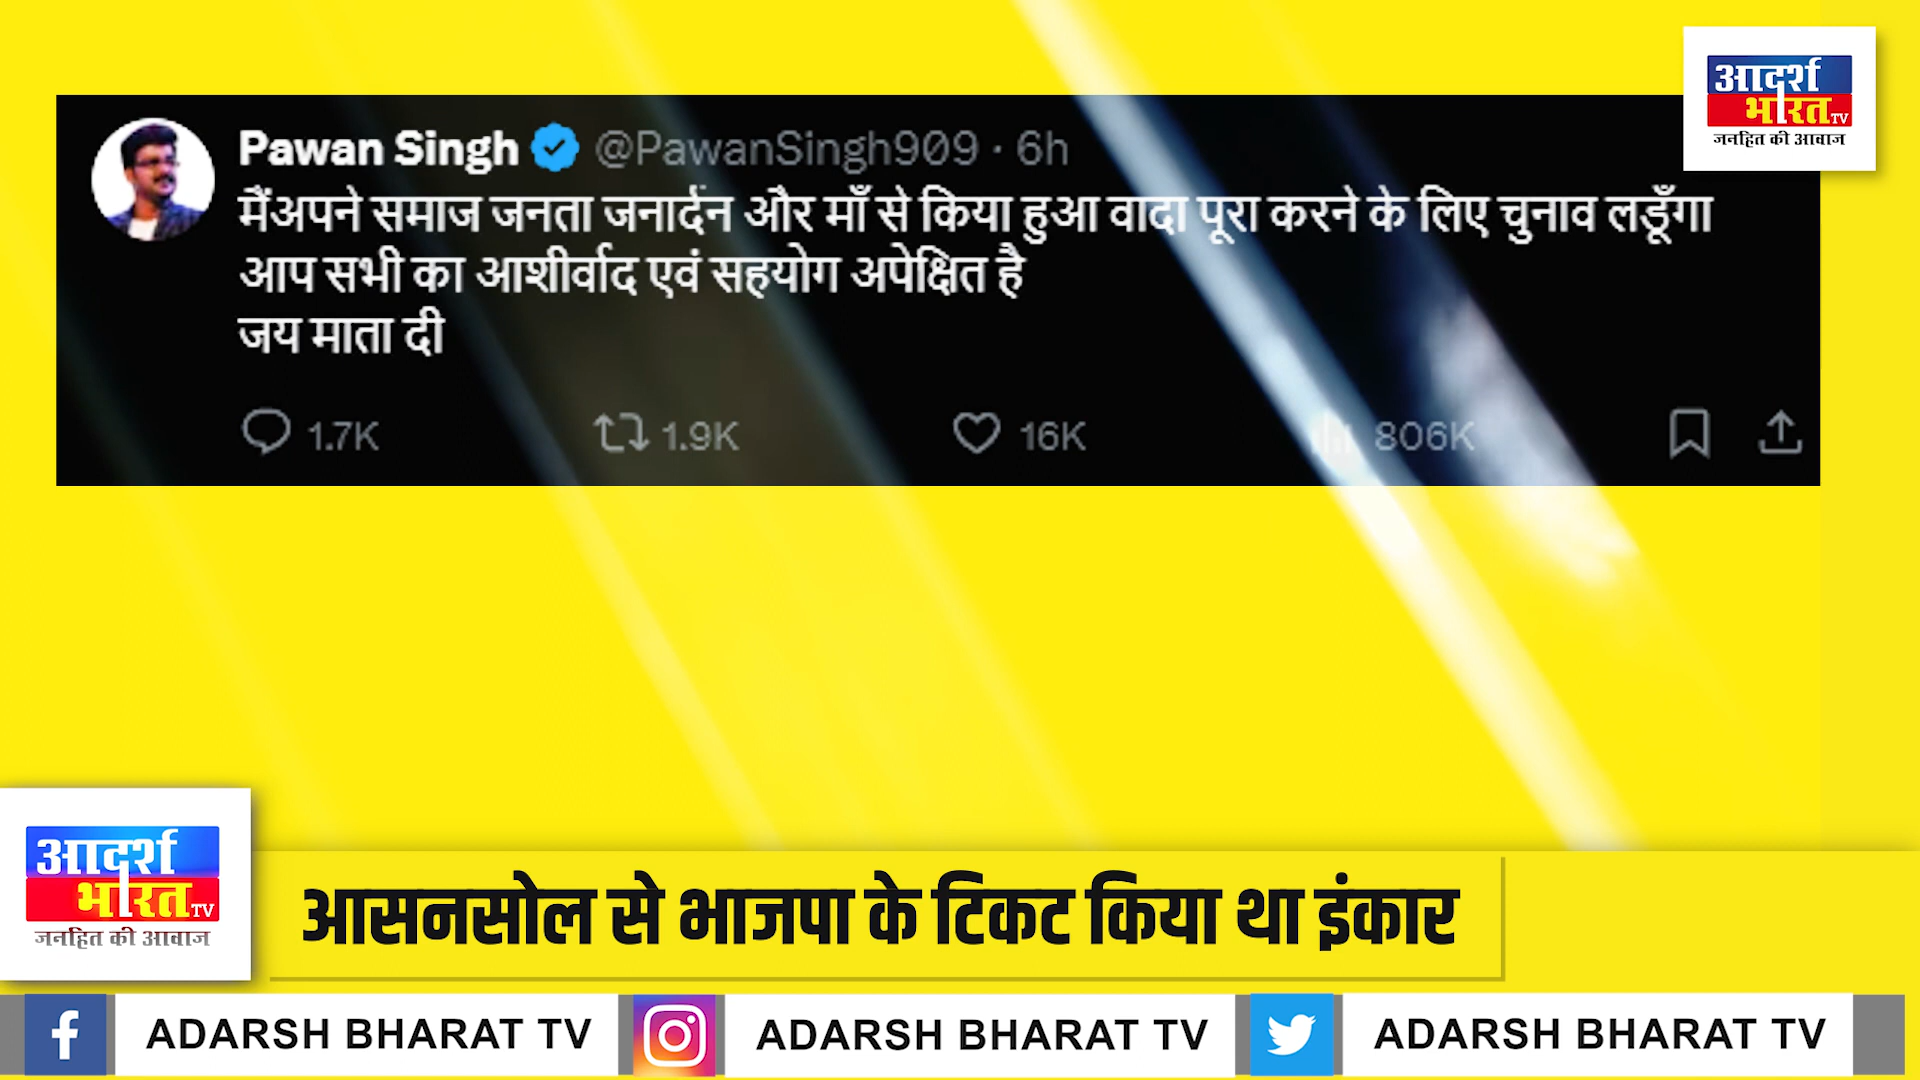 आदर्श
भारत TV
जनहित की आवाज
Pawan Singh @PawanSingh909 · 6h
मैंअपने समाज जनता जनार्दन और माँ से किया हुआ वादा पूरा करने के लिए चुनाव लडूँगा
आप सभी का आशीर्वाद एवं सहयोग अपेक्षित है
जय माता दी
1.7K 1.9K 16K 806K
आदर्श
भारत TV
जनहित की आवाज
आसनसोल से भाजपा के टिकट किया था इंकार
ADARSH BHARAT TV ADARSH BHARAT TV ADARSH BHARAT TV